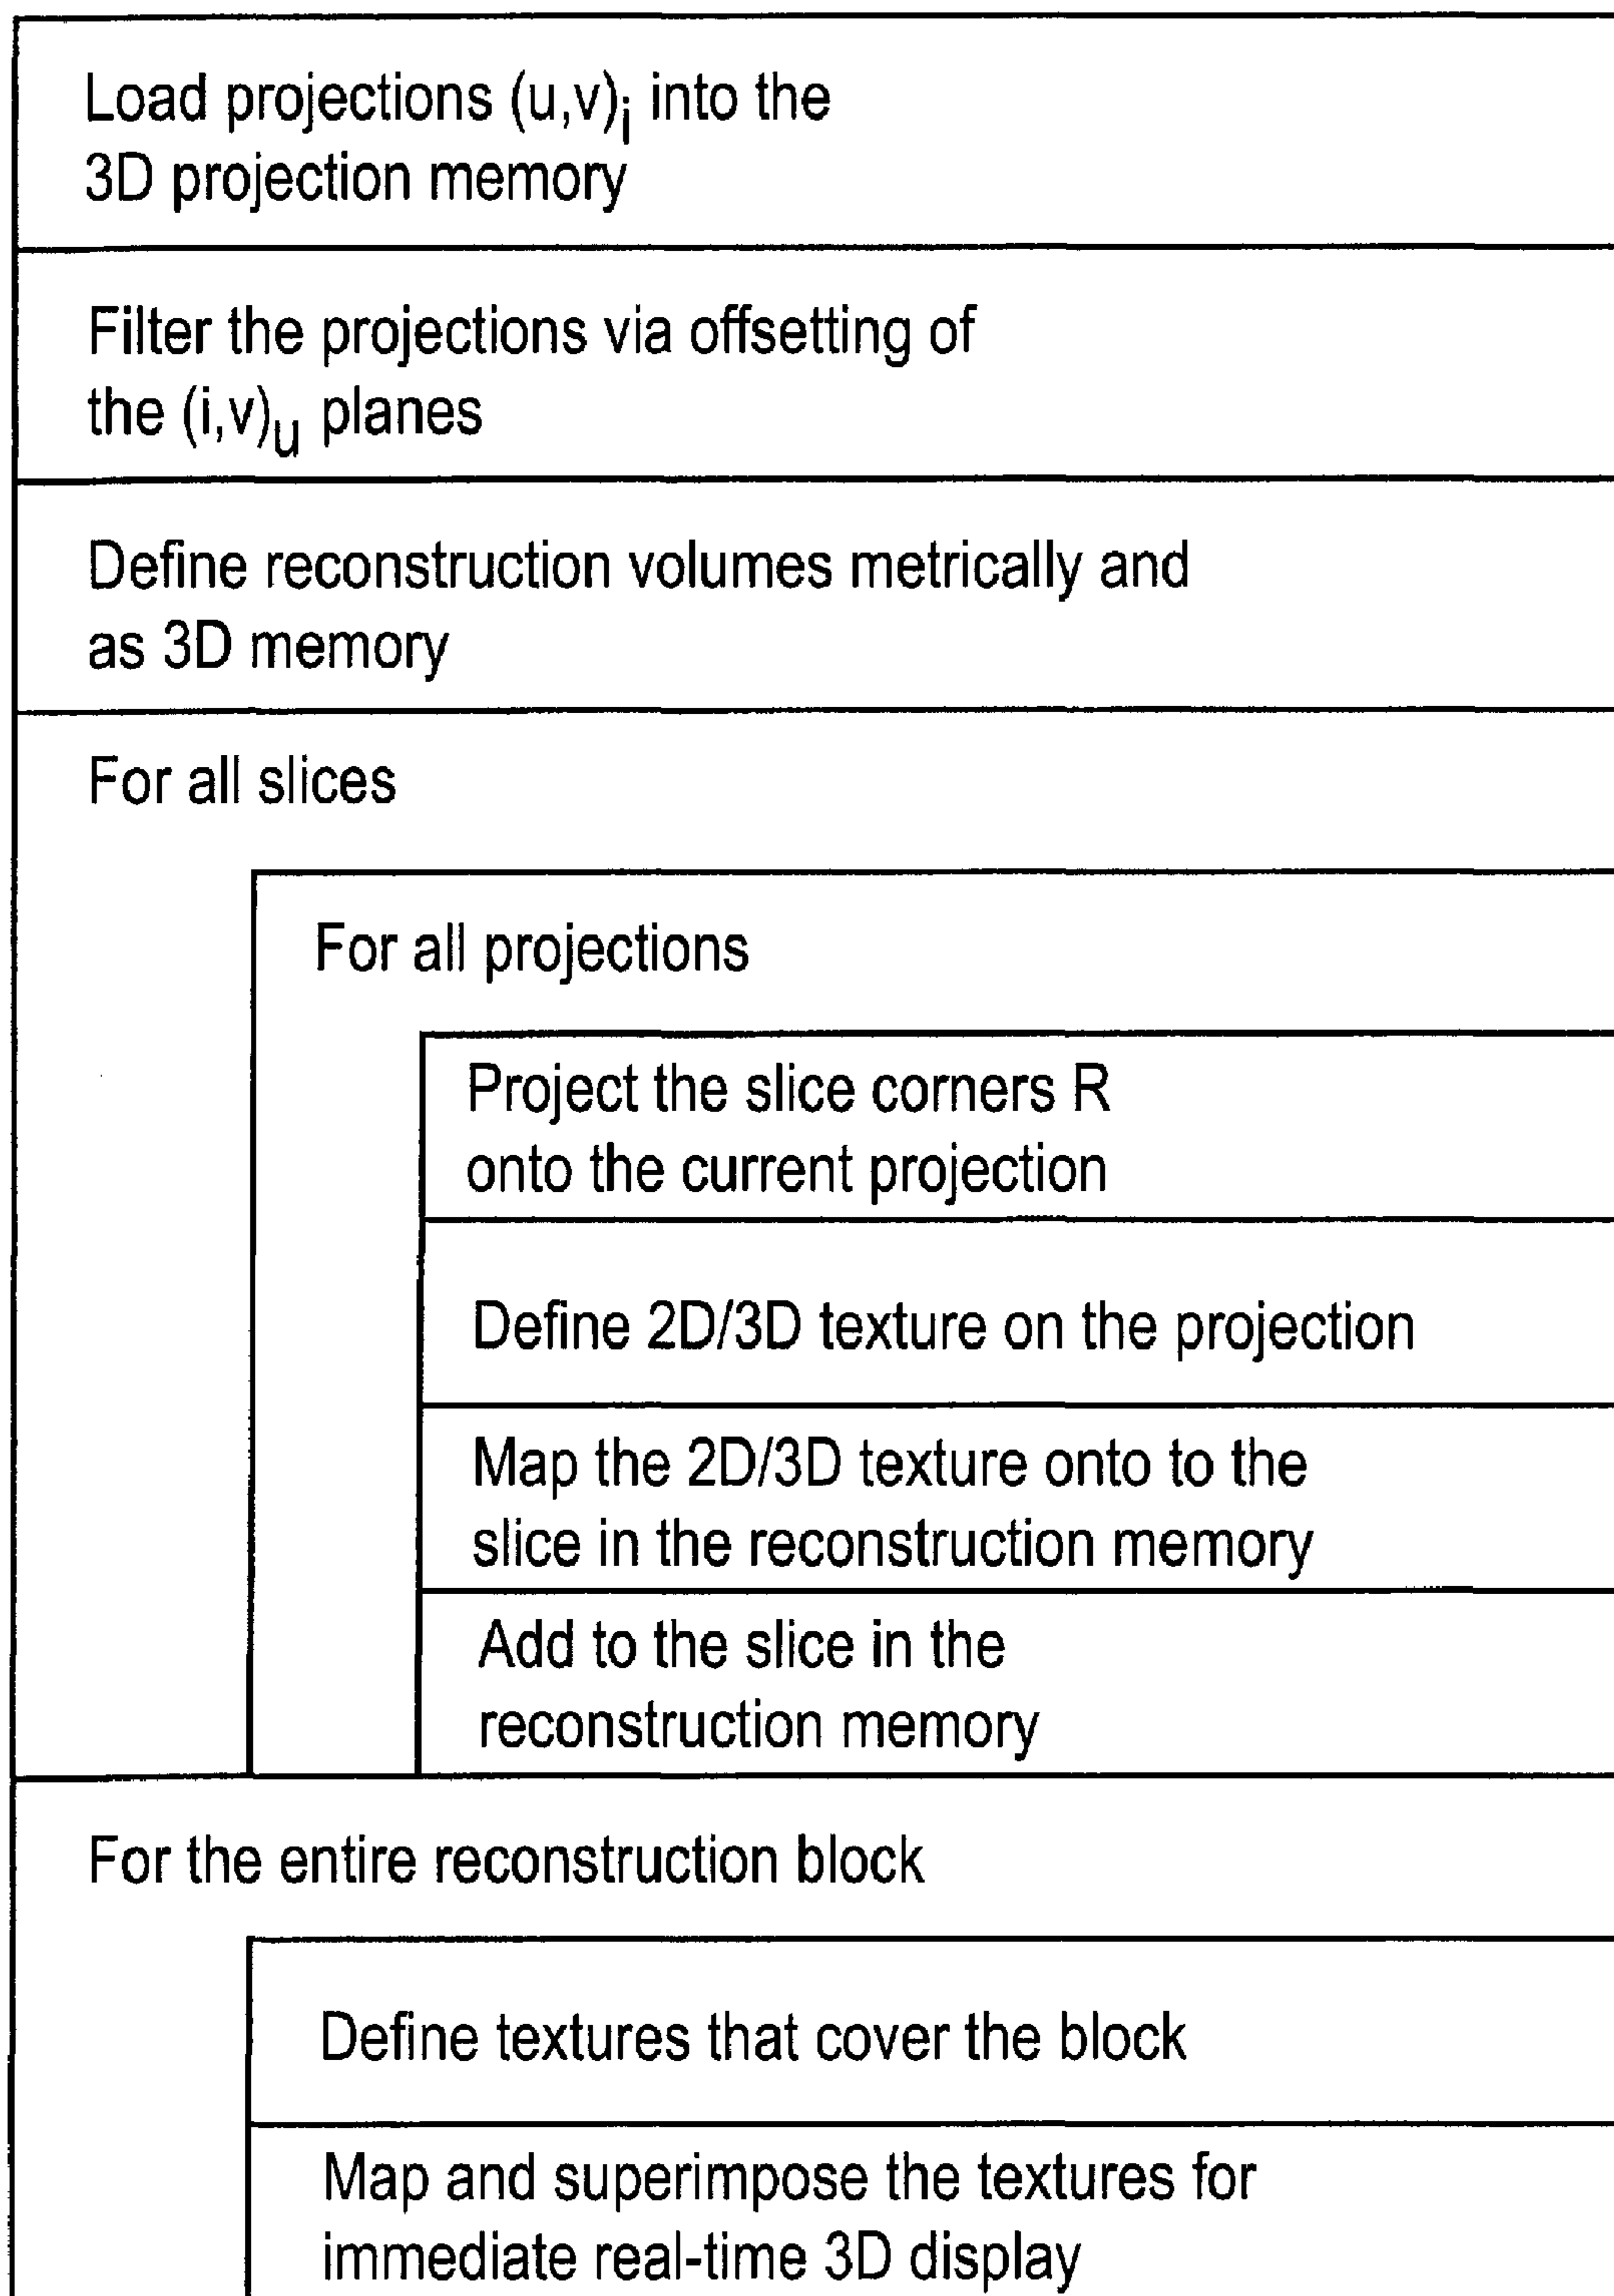 Load projections (u,v)i into the
3D projection memory
Filter the projections via offsetting of
the (i,v)u planes
Define reconstruction volumes metrically and
as 3D memory
For all slices
For all projections
Project the slice corners R
onto the current projection
Define 2D/3D texture on the projection
Map the 2D/3D texture onto to the
slice in the reconstruction memory
Add to the slice in the
reconstruction memory
For the entire reconstruction block
Define textures that cover the block
Map and superimpose the textures for
immediate real-time 3D display